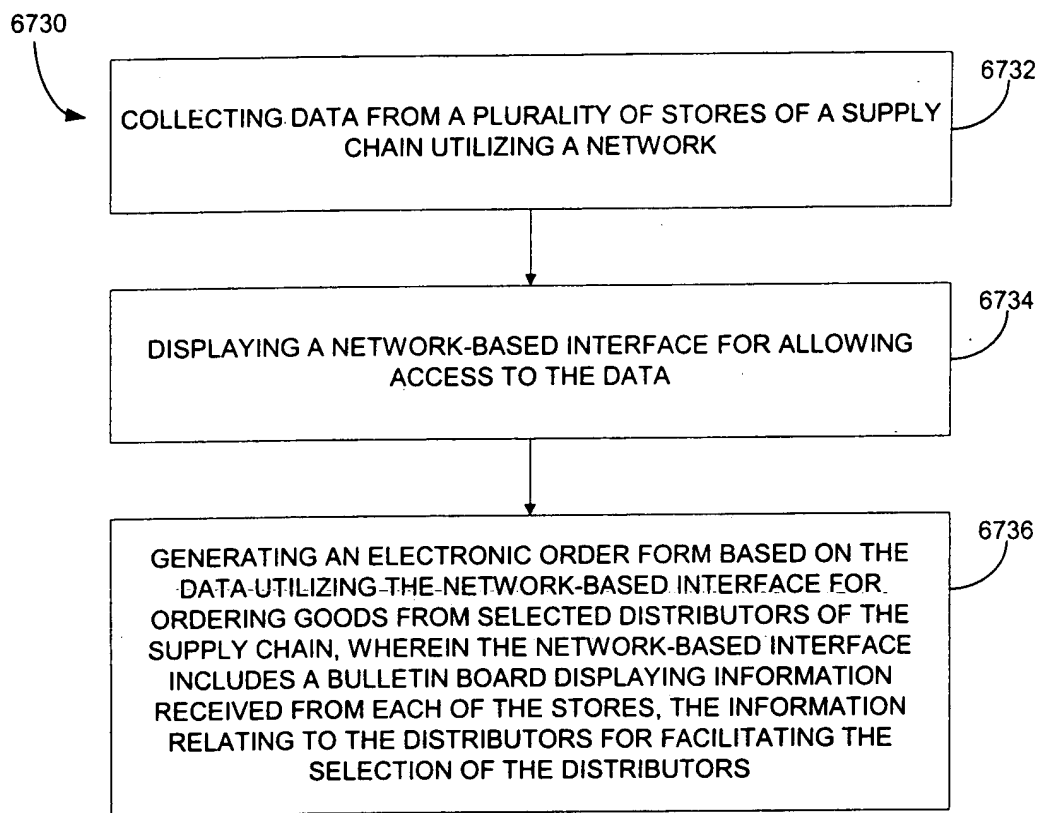 6730
6732
COLLECTING DATA FROM A PLURALITY OF STORES OF A SUPPLY
CHAIN UTILIZING A NETWORK
6734
DISPLAYING A NETWORK-BASED INTERFACE FOR ALLOWING
ACCESS TO THE DATA
6736
GENERATING AN ELECTRONIC ORDER FORM BASED ON THE
DATA UTILIZING THE NETWORK-BASED INTERFACE FOR
ORDERING GOODS FROM SELECTED DISTRIBUTORS OF THE
SUPPLY CHAIN, WHEREIN THE NETWORK-BASED INTERFACE
INCLUDES A BULLETIN BOARD DISPLAYING INFORMATION
RECEIVED FROM EACH OF THE STORES, THE INFORMATION
RELATING TO THE DISTRIBUTORS FOR FACILITATING THE
SELECTION OF THE DISTRIBUTORS